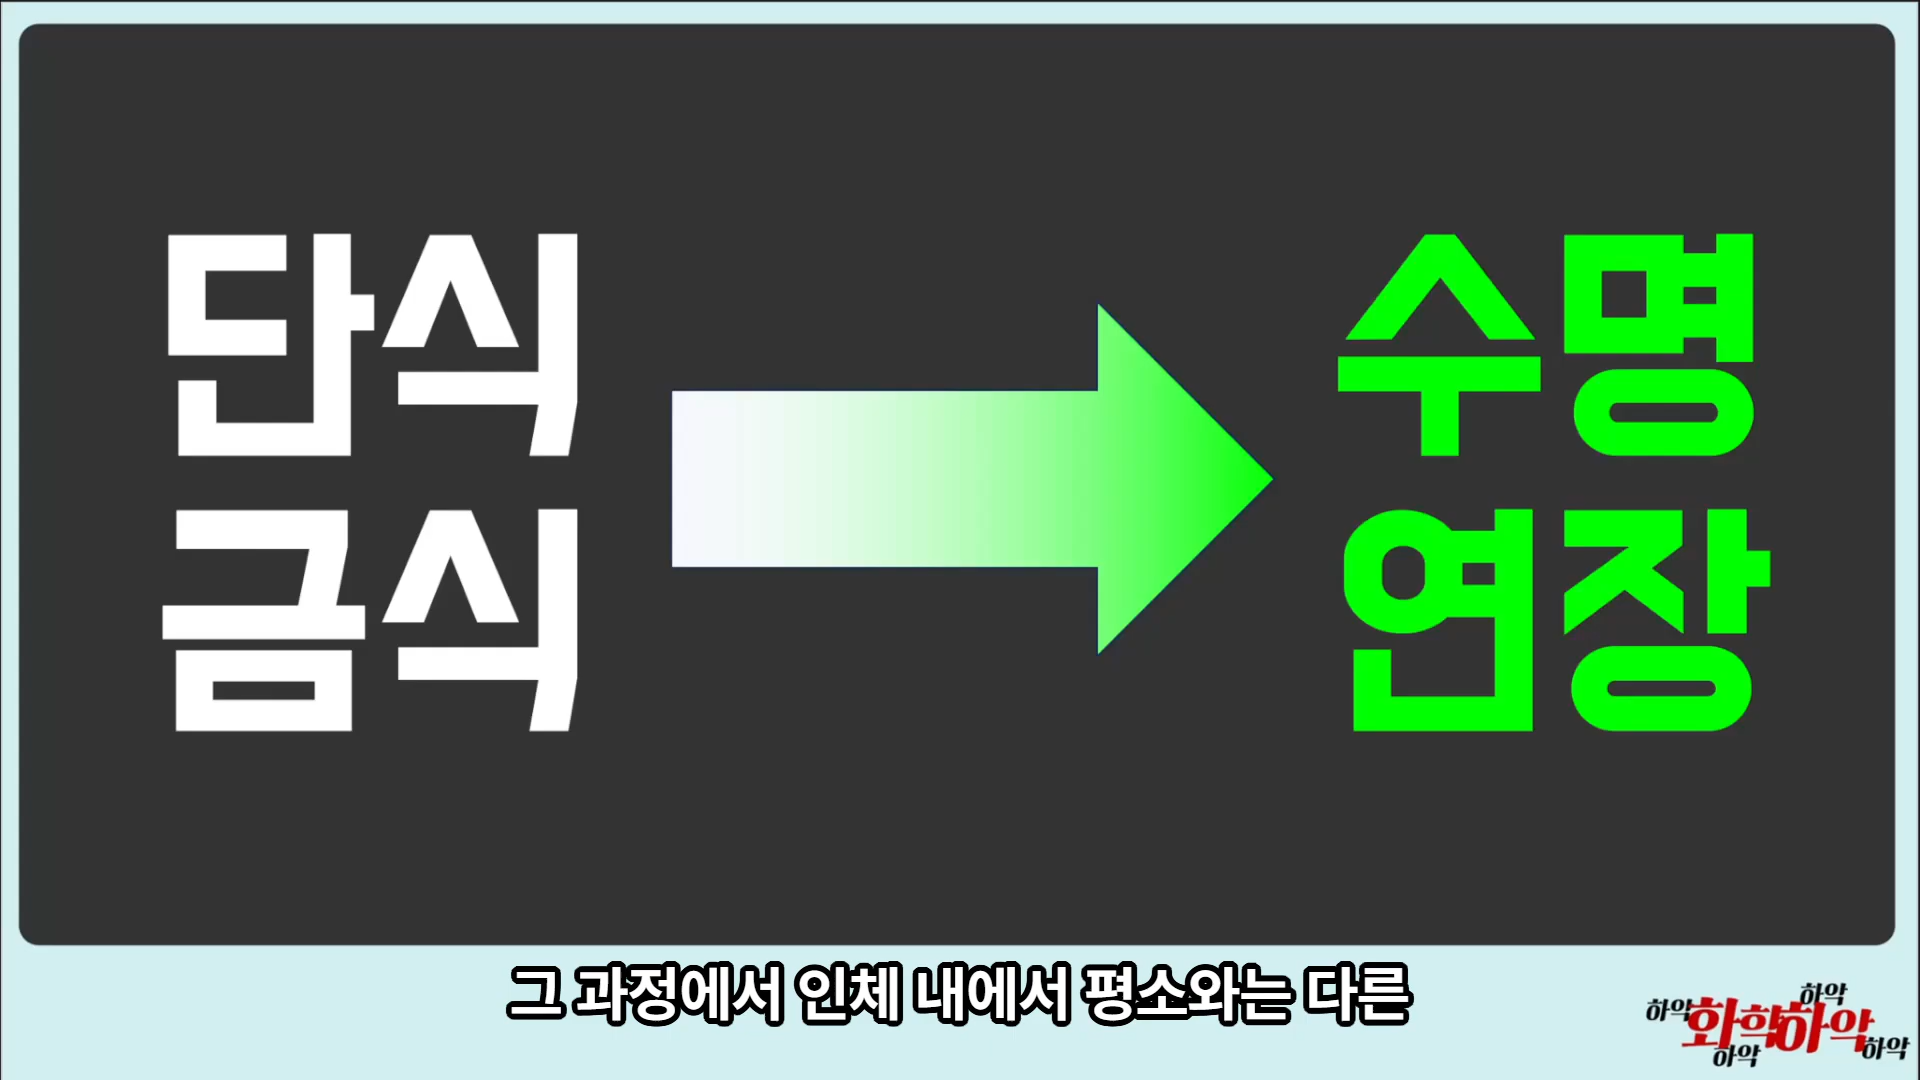 단식
금식
수명
연장
그 과정에서 인체 내에서 평소와는 다른
하약
하약
화학하약
하약
하약